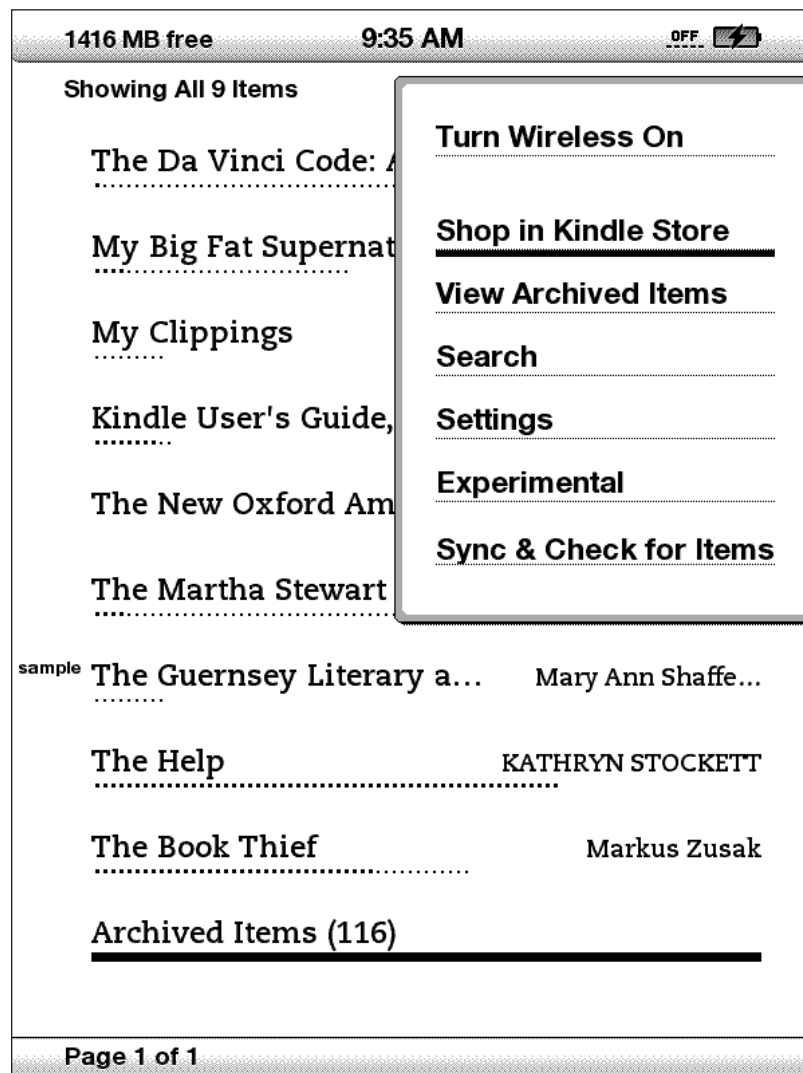 1416 MB free 9:35 AM OFF
Showing All 9 Items
The Da Vinci Code:
My Big Fat Supernat
My Clippings
Kindle User's Guide,
The New Oxford Am
The Martha Stewart
sample The Guernsey Literary a... Mary Ann Shaffe...
The Help KATHRYN STOCKETT
The Book Thief Markus Zusak
Archived Items (116)
Page 1 of 1
Turn Wireless On
Shop in Kindle Store
View Archived Items
Search
Settings
Experimental
Sync & Check for Items